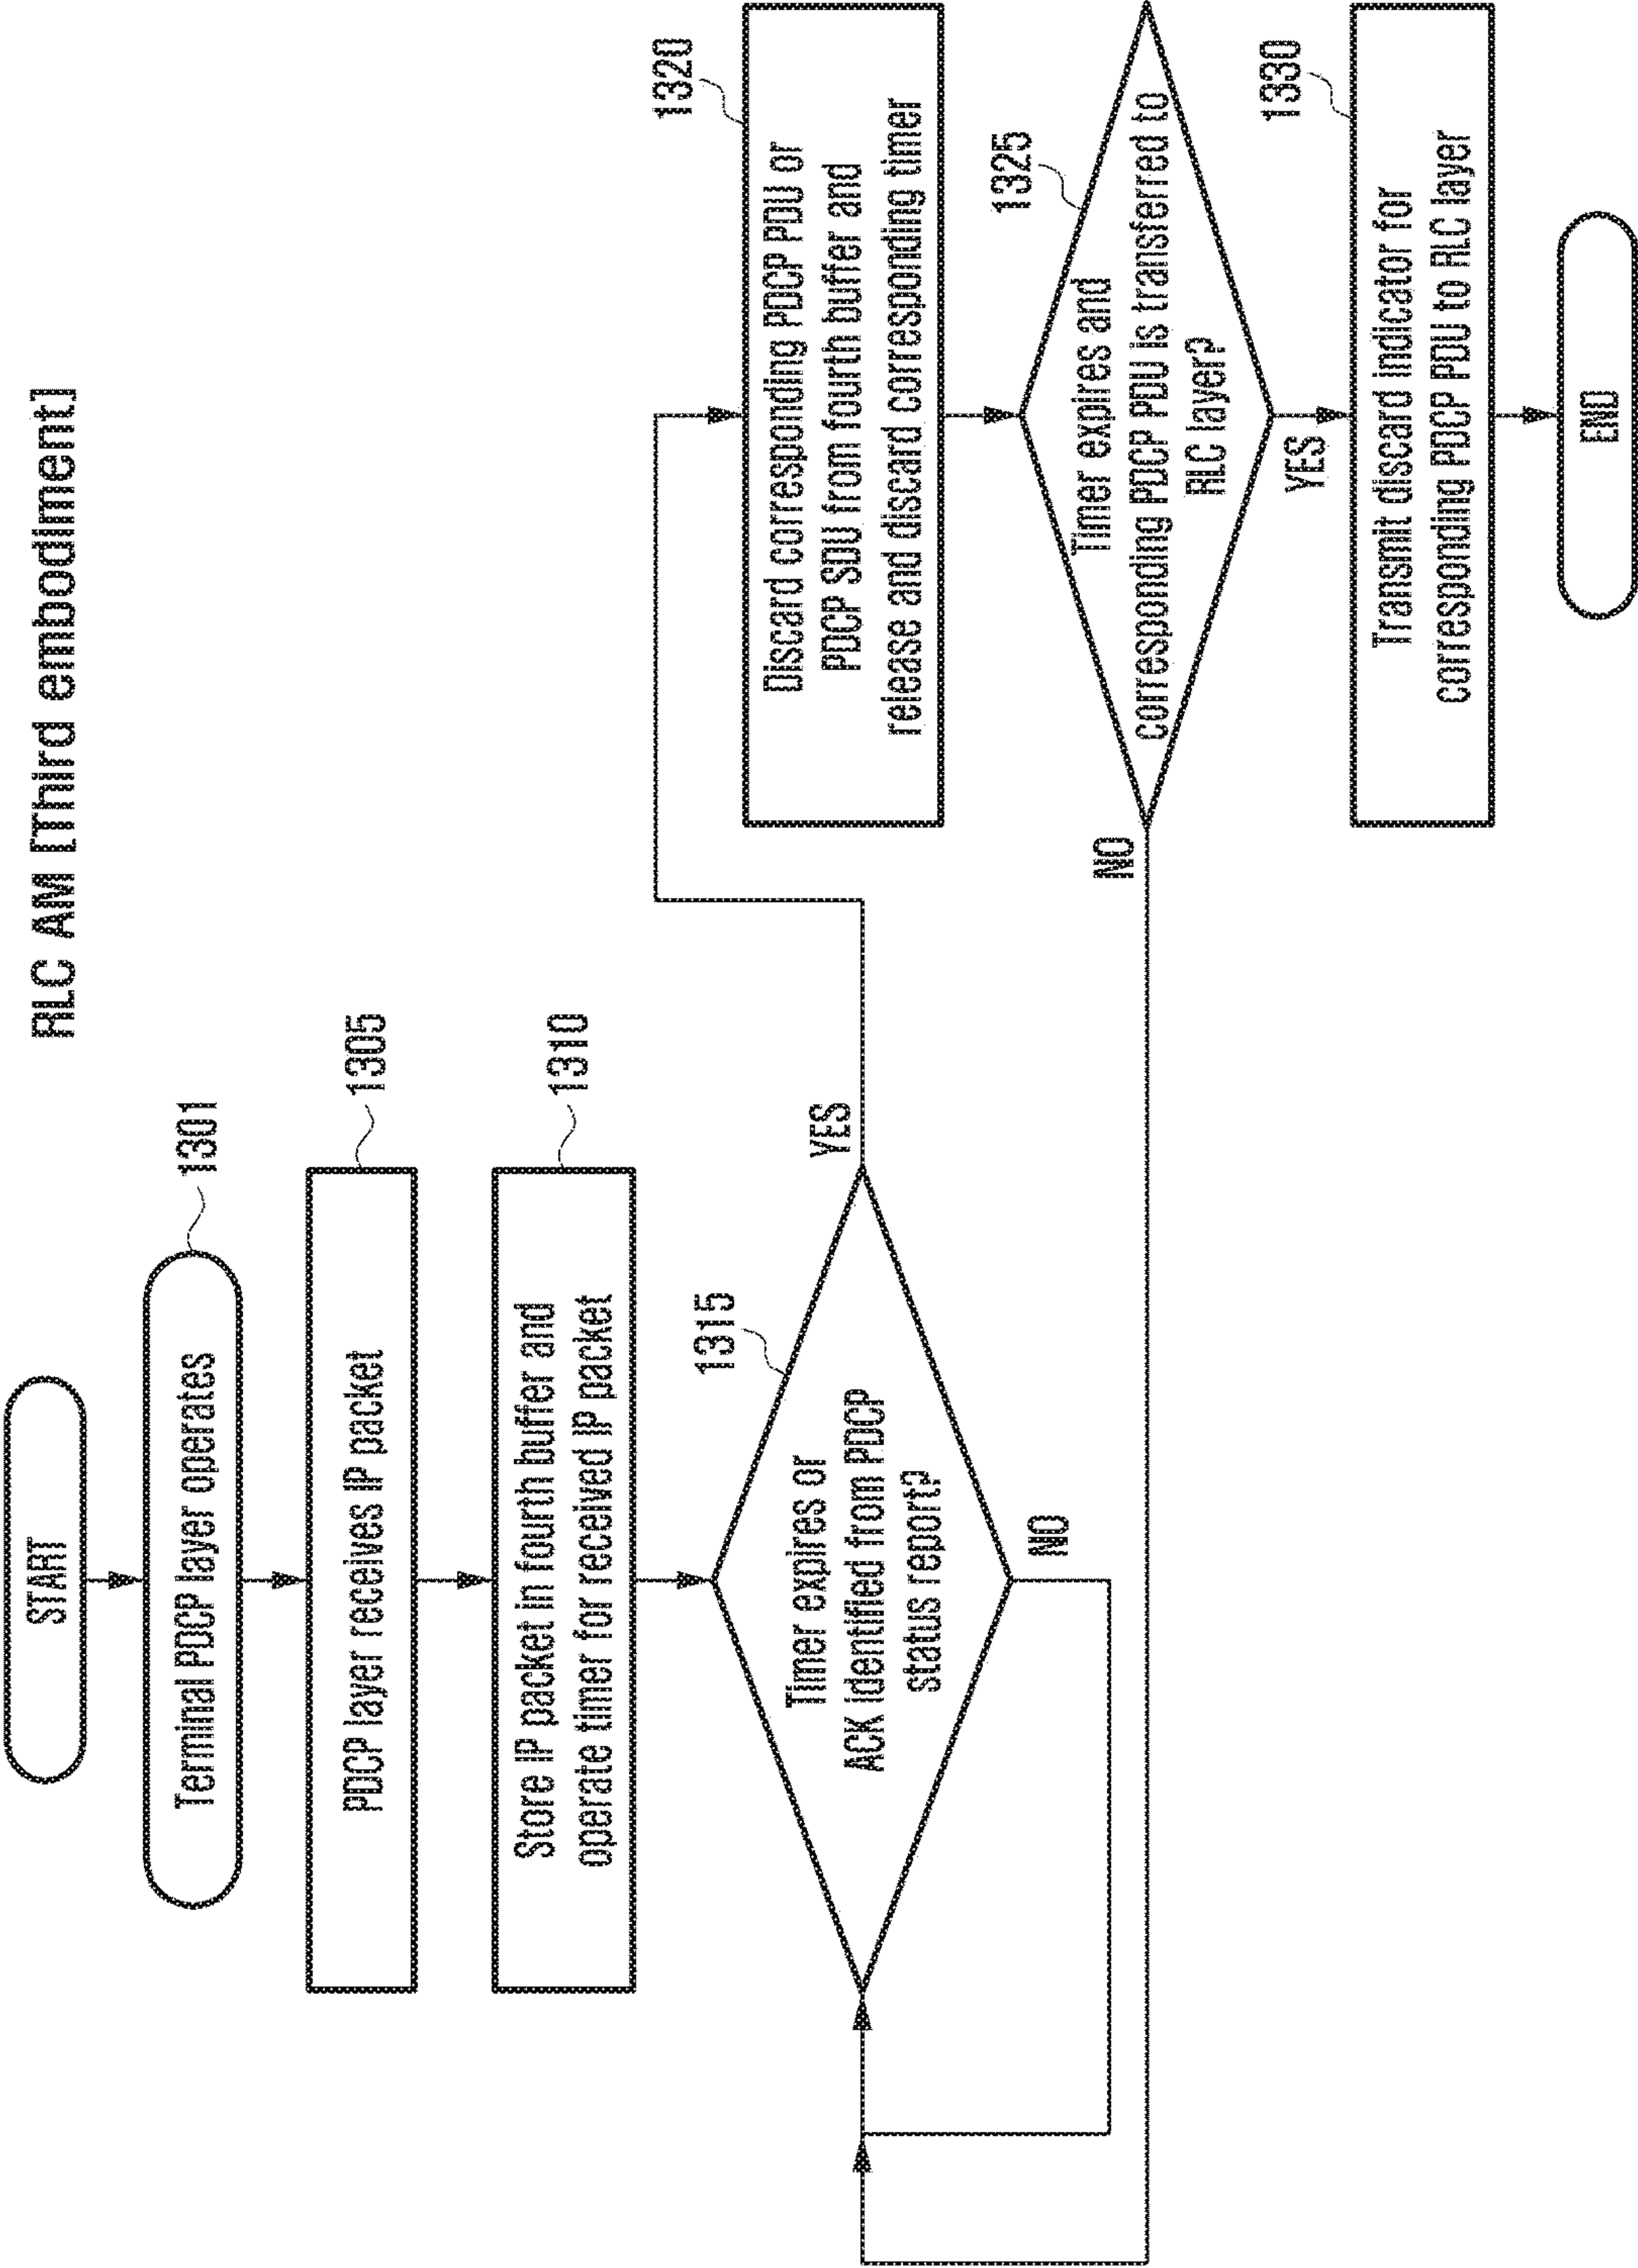 RLC AM [Third embodiment]
START
1301
Terminal PDCP layer operates
1305
PDCP layer receives IP packet
1310
Store IP packet in fourth buffer and
operate timer for received IP packet
1315
Timer expires or
ACK identified from PDCP
status report?
YES
NO
1320
Discard corresponding PDCP PDU or
PDCP SDU from fourth buffer and
release and discard corresponding timer
1325
Timer expires and
corresponding PDCP PDU is transferred to
RLC layer?
NO
YES
1330
Transmit discard indicator for
corresponding PDCP PDU to RLC layer
END